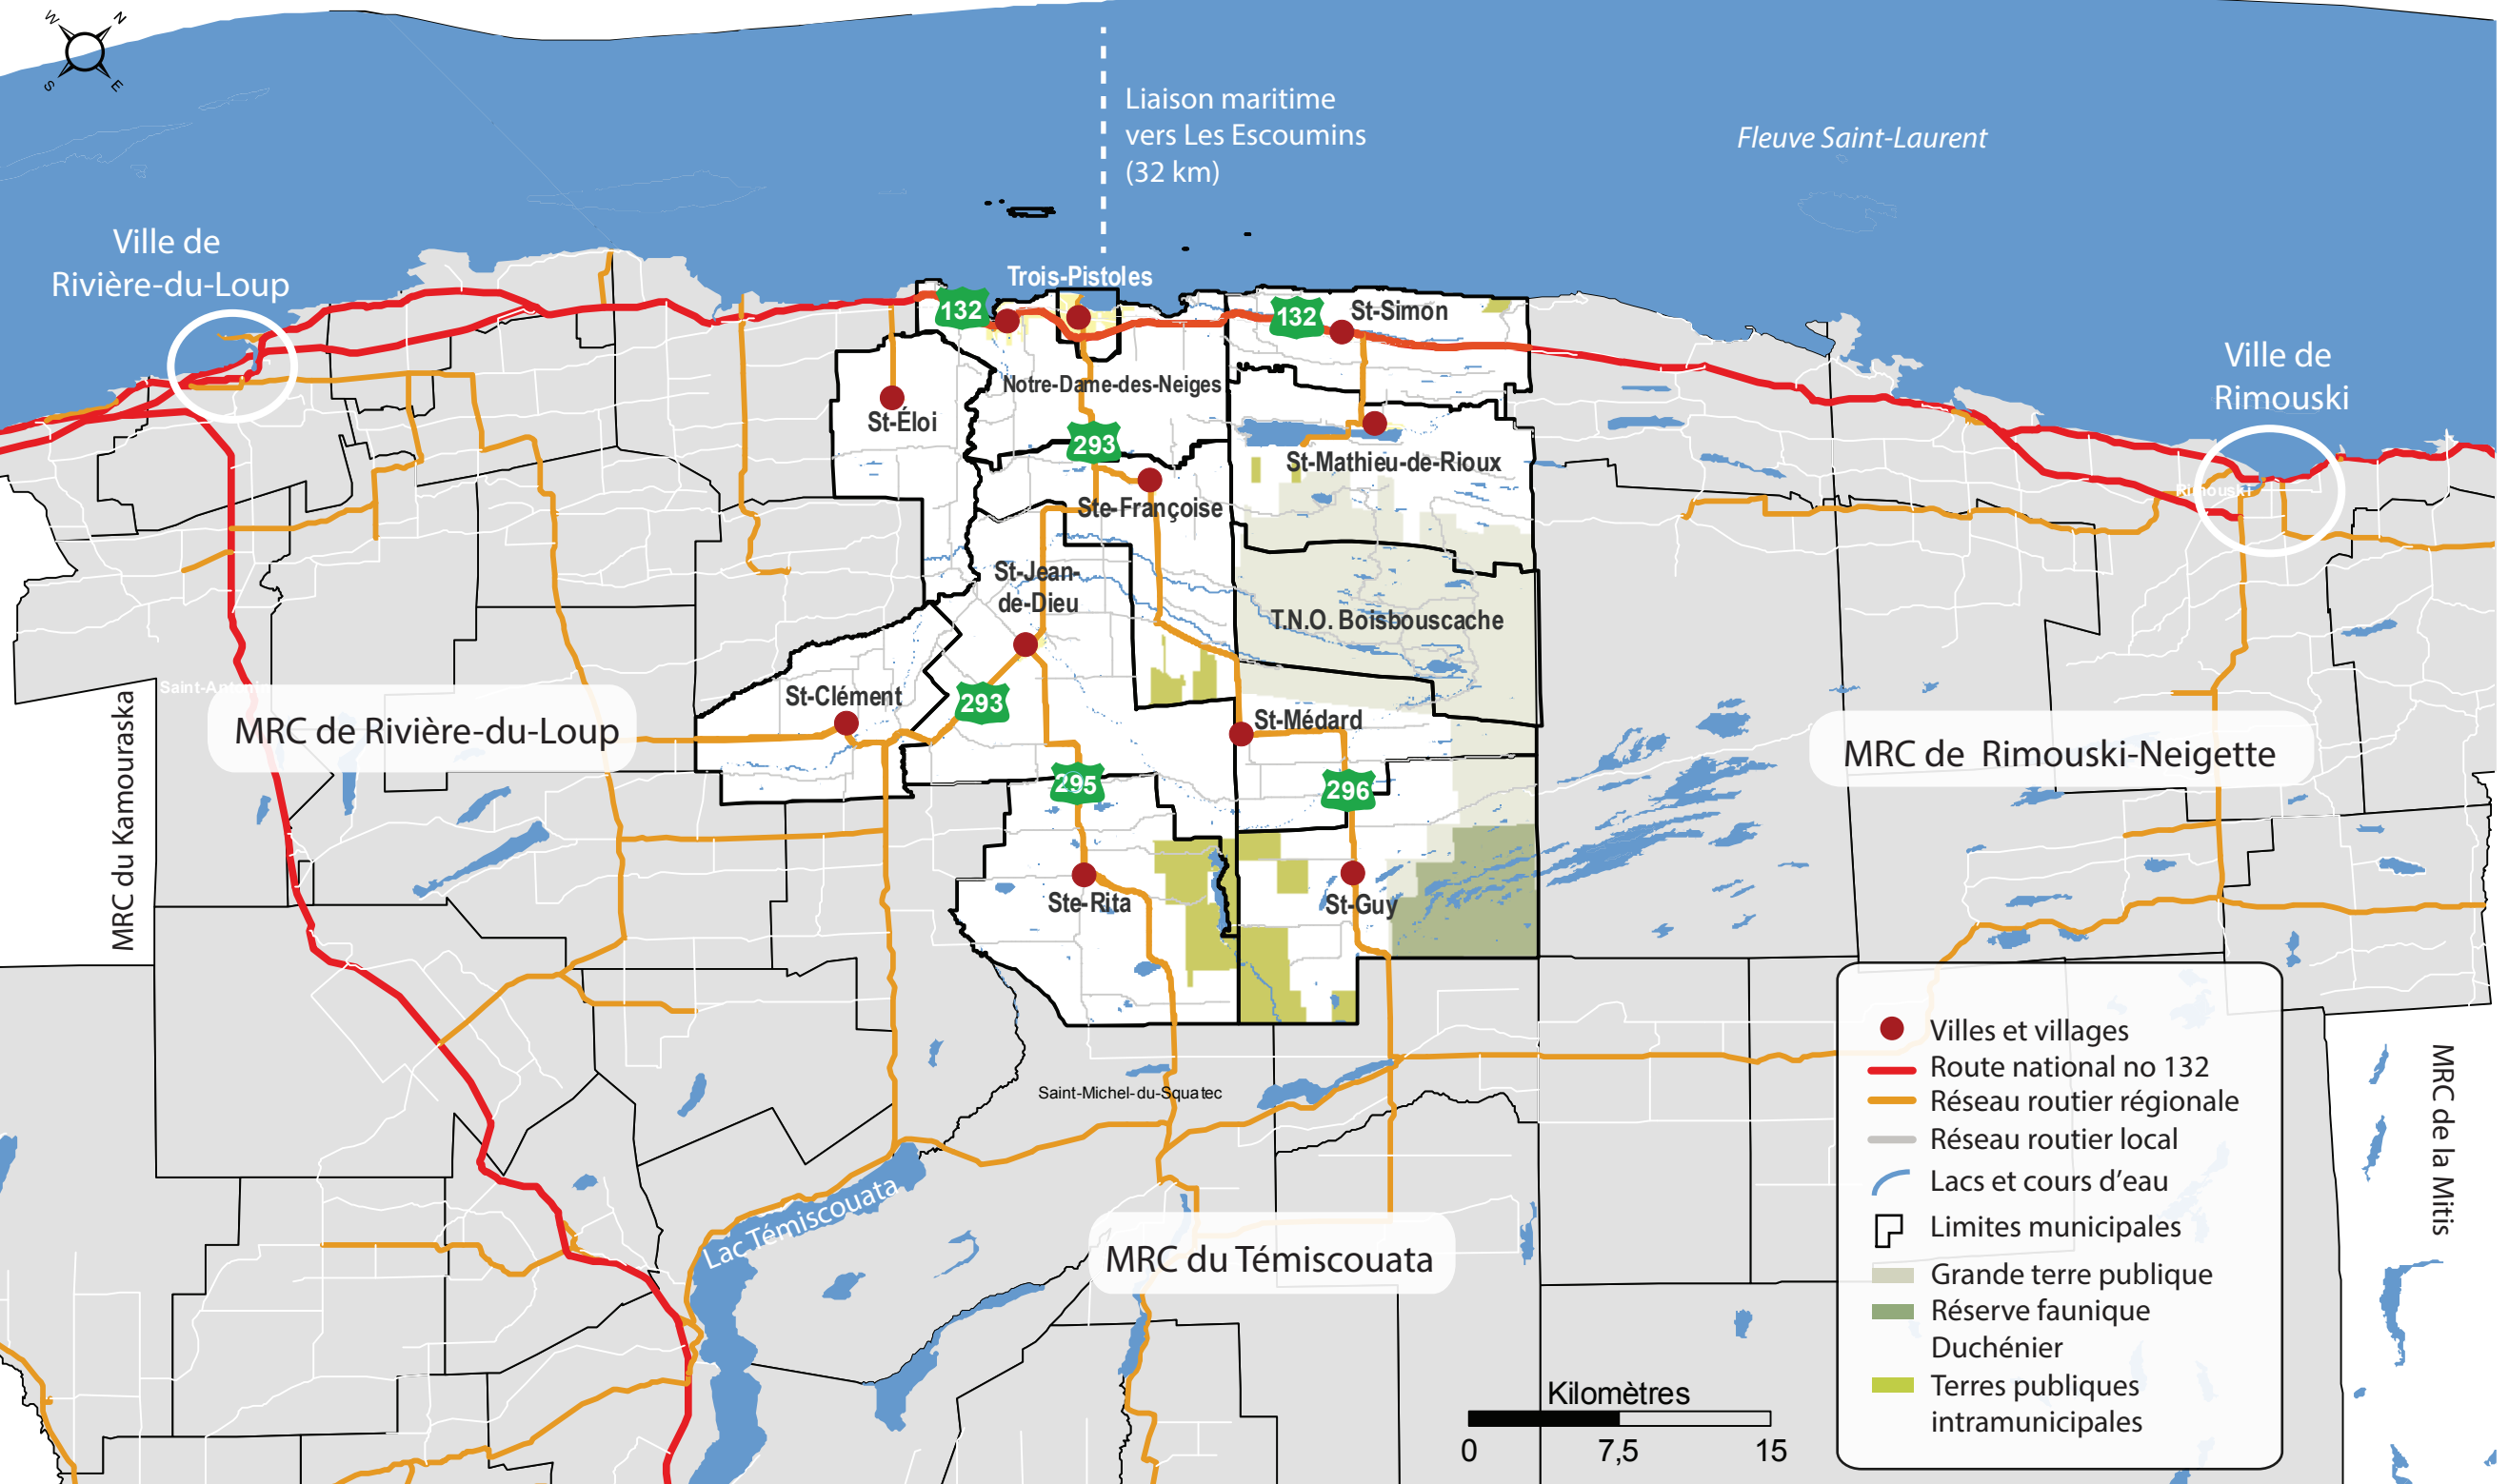 W
N
S
E
Liaison maritime
vers Les Escoumins
(32 km)
Fleuve Saint-Laurent
Ville de
Rivière-du-Loup
Trois-Pistoles
132
132
St-Simon
Ville de
Rimouski
Notre-Dame-des-Neiges
St-Éloi
293
St-Mathieu-de-Rioux
Rimouski
Ste-Françoise
St-Jean-
de-Dieu
T.N.O. Boisbouscache
Saint-Antonin
St-Clément
293
St-Médard
MRC de Rivière-du-Loup
MRC de Rimouski-Neigette
MRC du Kamouraska
295
296
Ste-Rita
St-Guy
Saint-Michel-du-Squatec
Lac Témiscouata
MRC du Témiscouata
MRC de la Mitis
Villes et villages
Route national no 132
Réseau routier régionale
Réseau routier local
Lacs et cours d'eau
Limites municipales
Grande terre publique
Réserve faunique
Duchénier
Terres publiques
intramunicipales
Kilomètres
0 7,5 15